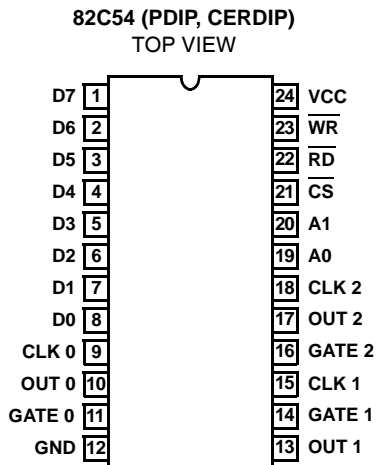 82C54 (PDIP, CERDIP)
TOP VIEW
D7 1 24 VCC
D6 2 23 WR
D5 3 22 RD
D4 4 21 CS
D3 5 20 A1
D2 6 19 A0
D1 7 18 CLK 2
D0 8 17 OUT 2
CLK 0 9 16 GATE 2
OUT 0 10 15 CLK 1
GATE 0 11 14 GATE 1
GND 12 13 OUT 1